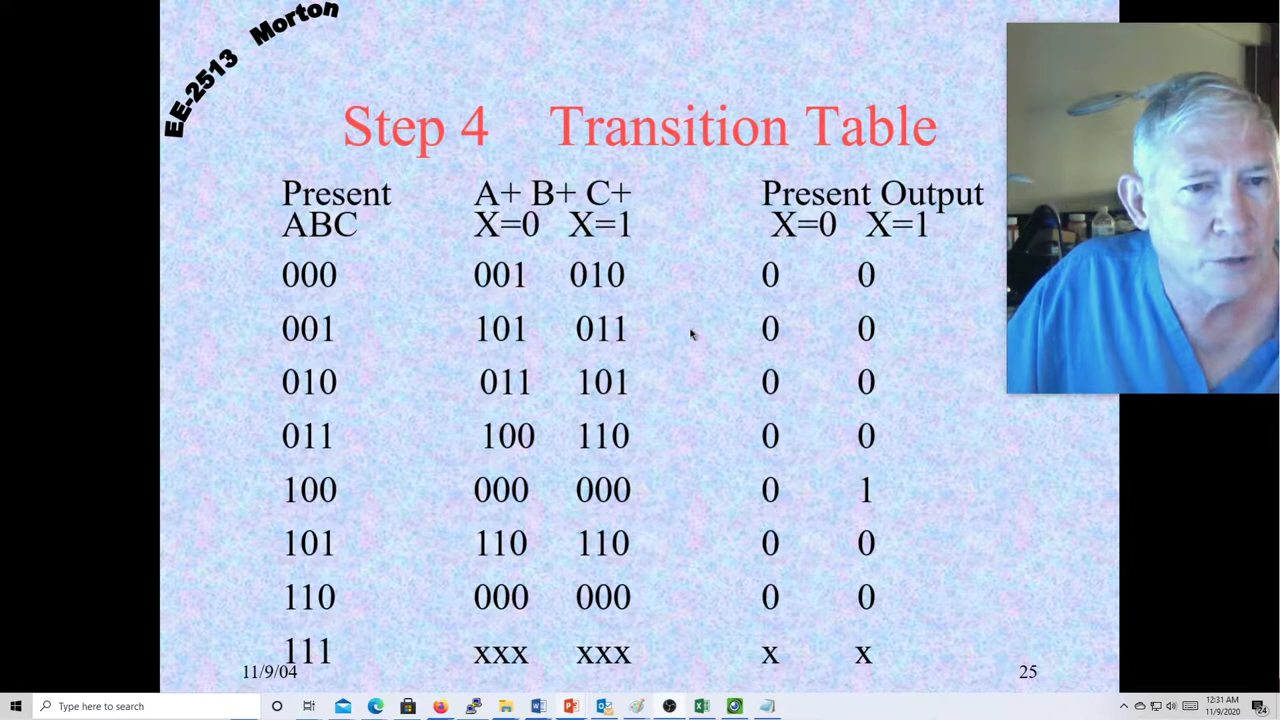 EE-2513 Morton
Step 4 Transition Table
Present A+ B+ C+ Present Output
ABC X=0 X=1 X=0 X=1
000 001 010 0 0
001 101 011 0 0
010 011 101 0 0
011 100 110 0 0
100 000 000 0 1
101 110 110 0 0
110 000 000 0 0
111 xxx xxx x x
11/9/04 25
Type here to search
12:31 AM
11/9/2020
24